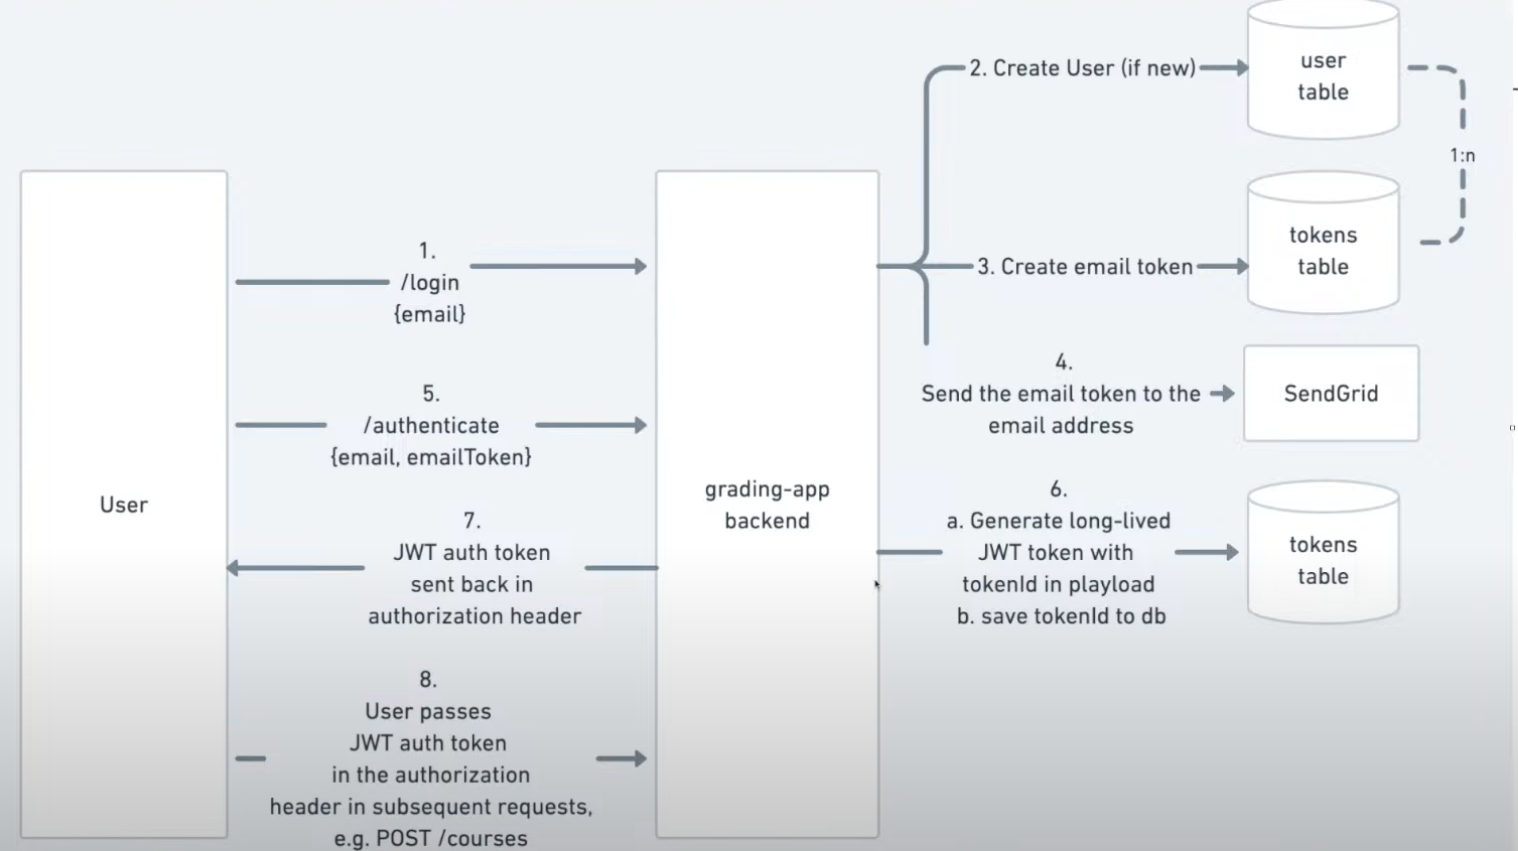 User
1.
/login
{email}
5.
/authenticate
{email, emailToken}
7.
JWT auth token
sent back in
authorization header
8.
User passes
JWT auth token
in the authorization
header in subsequent requests,
e.g. POST /courses
grading-app
backend
2. Create User (if new)
user
table
1:n
3. Create email token
tokens
table
4.
Send the email token to the
email address
SendGrid
6.
a. Generate long-lived
JWT token with
tokenId in playload
b. save tokenId to db
tokens
table